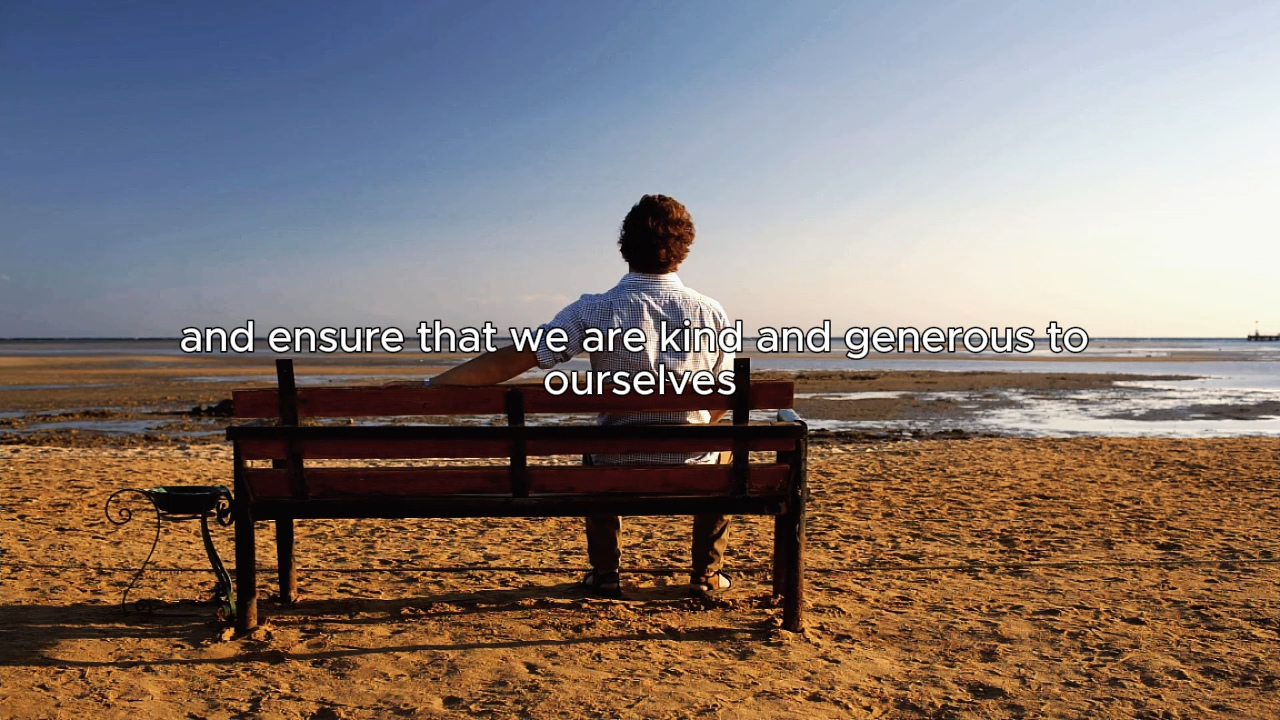 and ensure that we are kind and generous to
ourselves